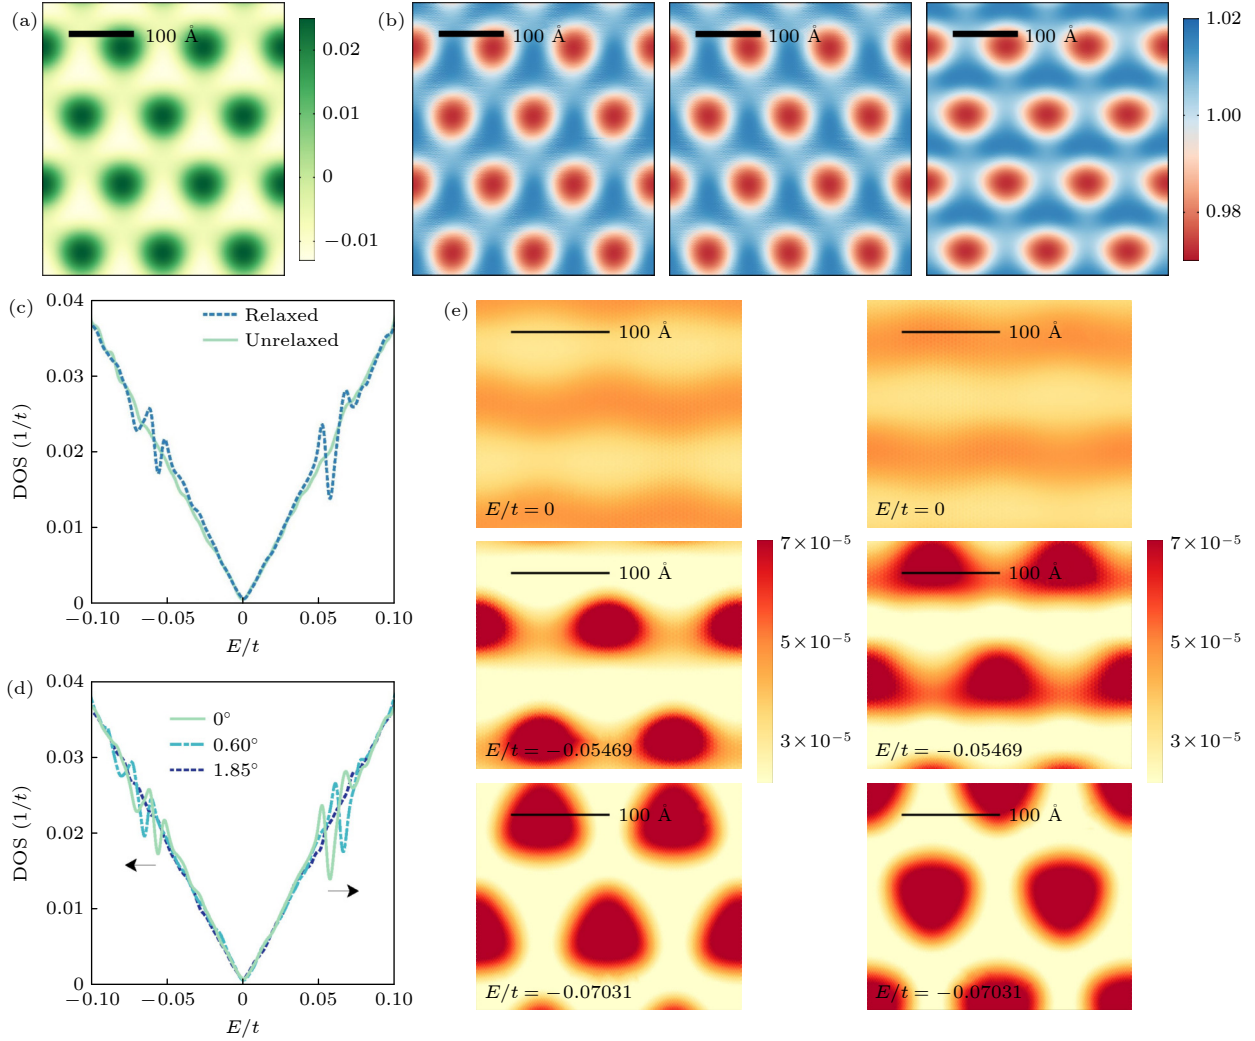 (a)
100 Å
0.02
0.01
0
−0.01
(b)
100 Å
100 Å
100 Å
1.02
1.00
0.98
(c)
0.04
0.03
0.02
0.01
0
DOS (1/t)
Relaxed
Unrelaxed
−0.10
−0.05
0
0.05
0.10
E/t
(d)
0.04
0.03
0.02
0.01
0
DOS (1/t)
0°
0.60°
1.85°
−0.10
−0.05
0
0.05
0.10
E/t
(e)
100 Å
E/t = 0
100 Å
E/t = 0
100 Å
E/t = −0.05469
7×10⁻⁵
5×10⁻⁵
3×10⁻⁵
100 Å
E/t = −0.05469
7×10⁻⁵
5×10⁻⁵
3×10⁻⁵
100 Å
E/t = −0.07031
100 Å
E/t = −0.07031